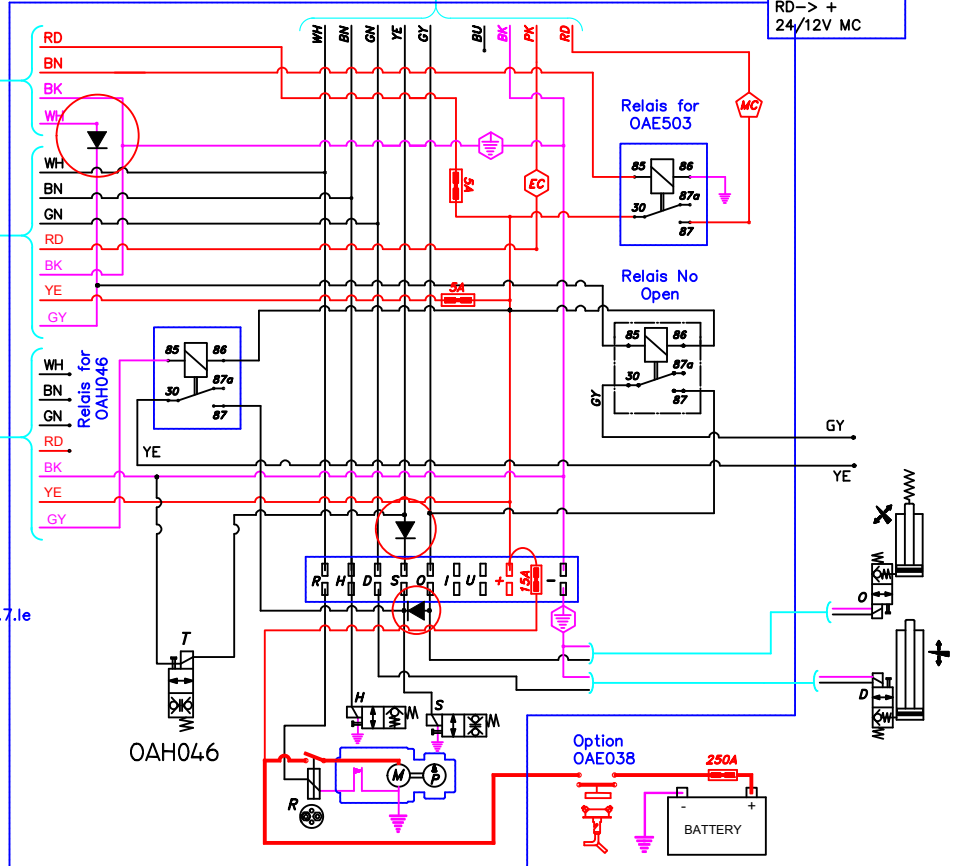 RD-> +
24/12V MC
WH BN GN YE GY BU BK PK RD
RD
BN
BK
WH
WH
BN
GN
RD
BK
YE
GY
WH
BN
GN
RD
BK
YE
GY
MC
EC
5A
5A
Relais for
OAE503
85 86
30 87a
87
Relais No
Open
85 86
30 87a
87
GY
Relais for
OAH046
85 86
30 87a
87
YE
GY
YE
R H D S O I U + 15A -
.7.le
T
OAH046
H
S
R
M
P
O
D
Option
OAE038
250A
- +
BATTERY